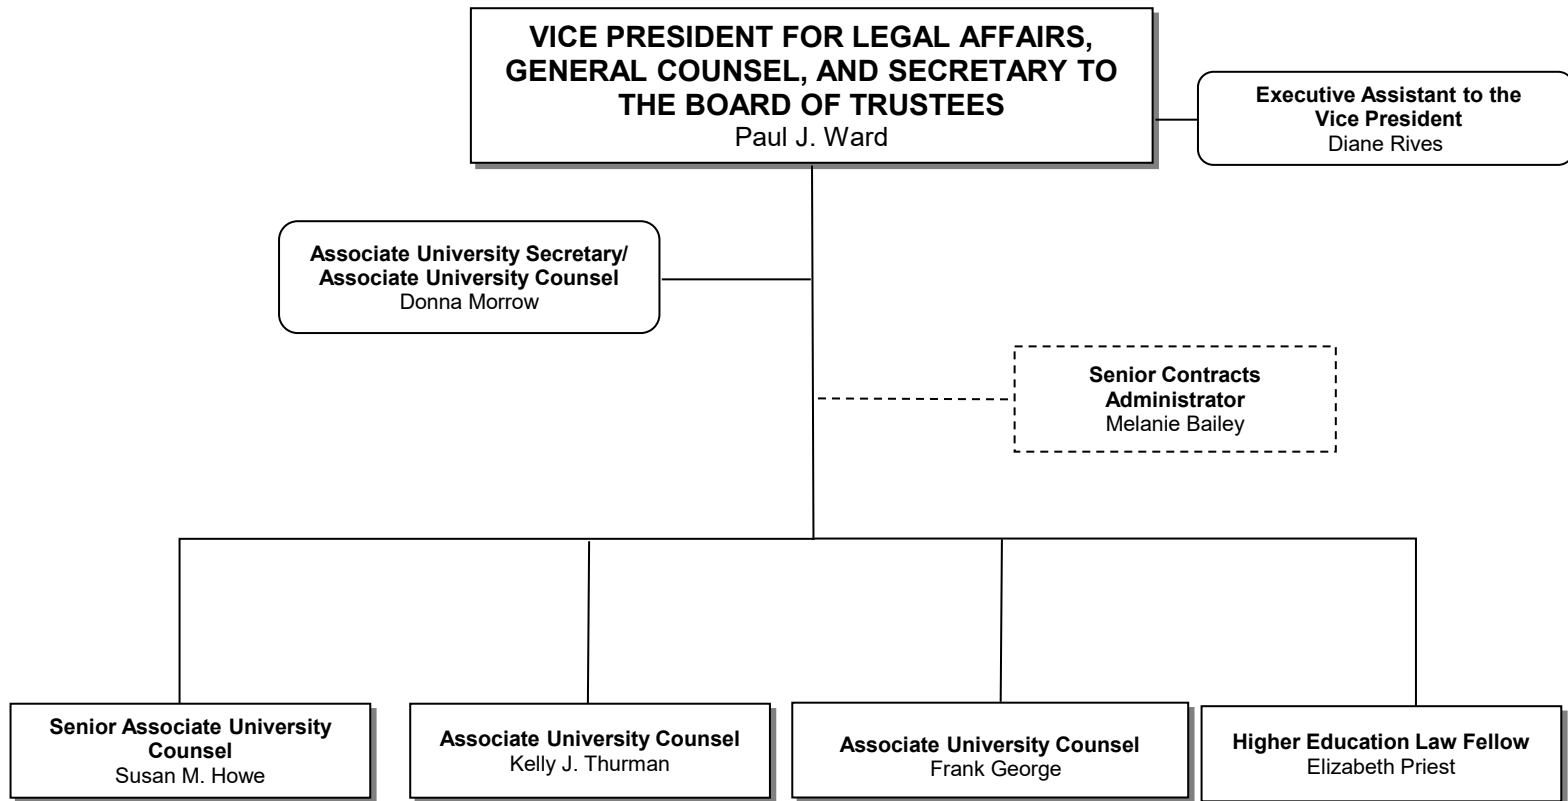 VICE PRESIDENT FOR LEGAL AFFAIRS,
GENERAL COUNSEL, AND SECRETARY TO
THE BOARD OF TRUSTEES
Paul J. Ward
Executive Assistant to the
Vice President
Diane Rives
Associate University Secretary/
Associate University Counsel
Donna Morrow
Senior Contracts
Administrator
Melanie Bailey
Senior Associate University
Counsel
Susan M. Howe
Associate University Counsel
Kelly J. Thurman
Associate University Counsel
Frank George
Higher Education Law Fellow
Elizabeth Priest